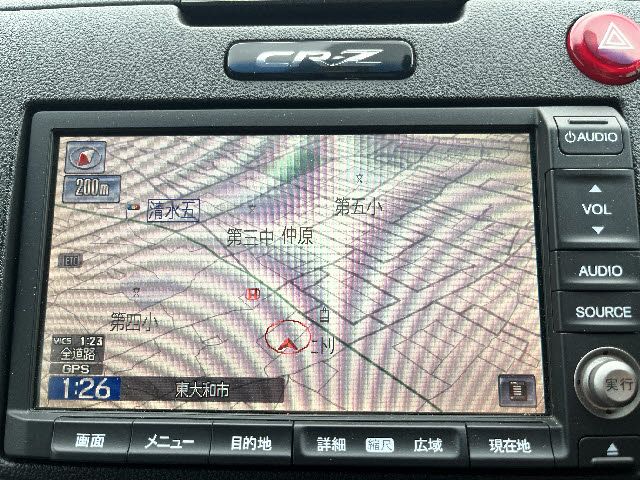 CR-Z
AUDIO
200m
VOL
清水五
第五小
第三中 仲原
ETC
AUDIO
SOURCE
第四小
ニトリ
VICS 1:23
全道路
GPS
1:26
東大和市
実行
画面 メニュー 目的地 詳細 縮尺 広域 現在地